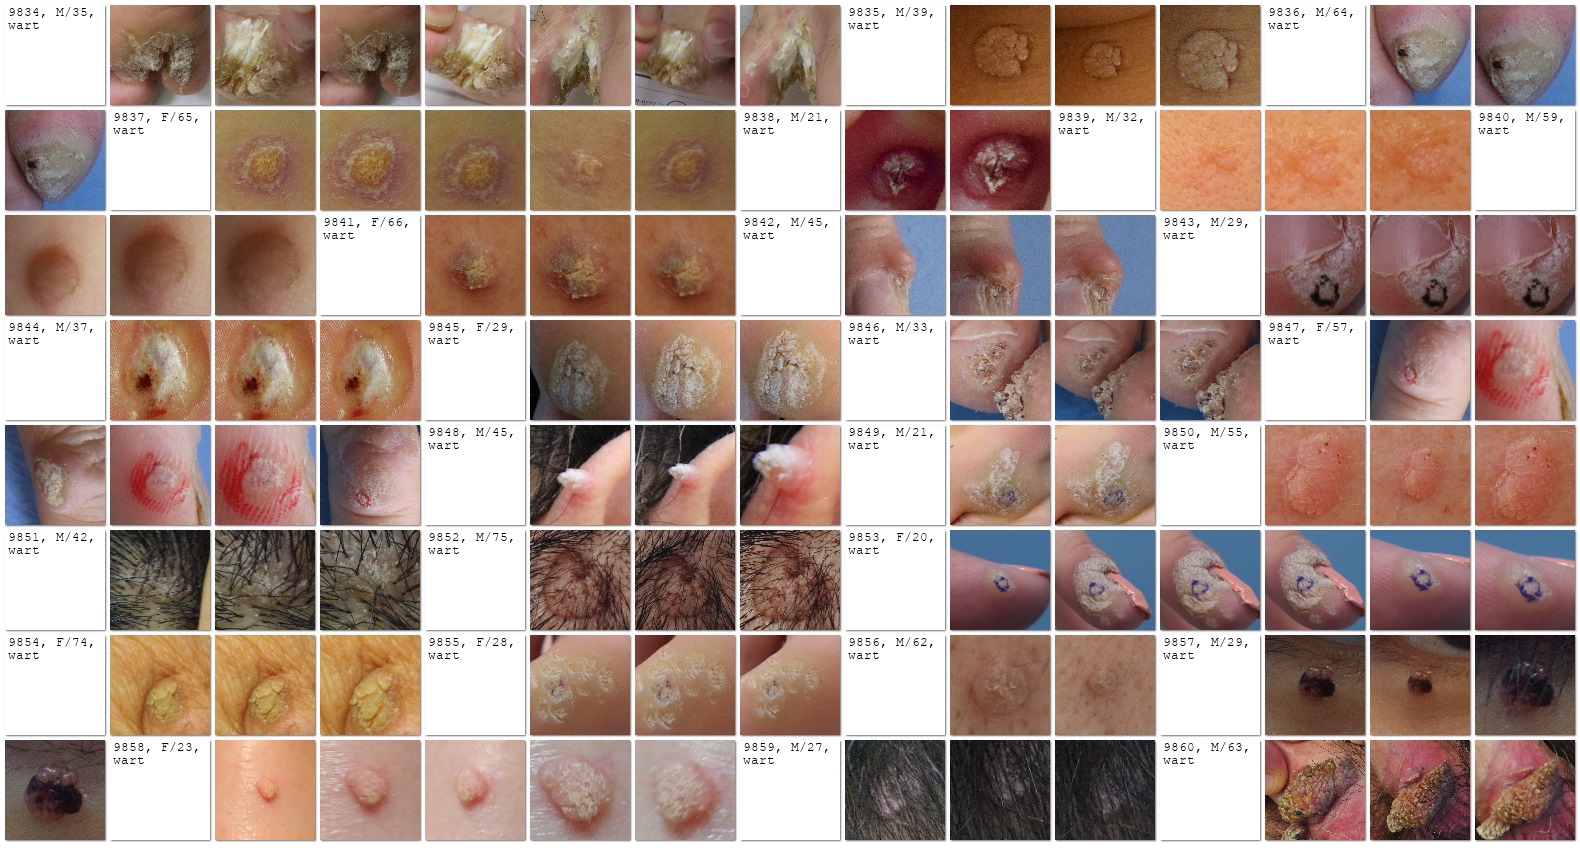 9834, M/35,
wart
9835, M/39,
wart
9836, M/64,
wart
9837, F/65,
wart
9838, M/21,
wart
9839, M/32,
wart
9840, M/59,
wart
9841, F/66,
wart
9842, M/45,
wart
9843, M/29,
wart
9844, M/37,
wart
9845, F/29,
wart
9846, M/33,
wart
9847, F/57,
wart
9848, M/45,
wart
9849, M/21,
wart
9850, M/55,
wart
9851, M/42,
wart
9852, M/75,
wart
9853, F/20,
wart
9854, F/74,
wart
9855, F/28,
wart
9856, M/62,
wart
9857, M/29,
wart
9858, F/23,
wart
9859, M/27,
wart
9860, M/63,
wart